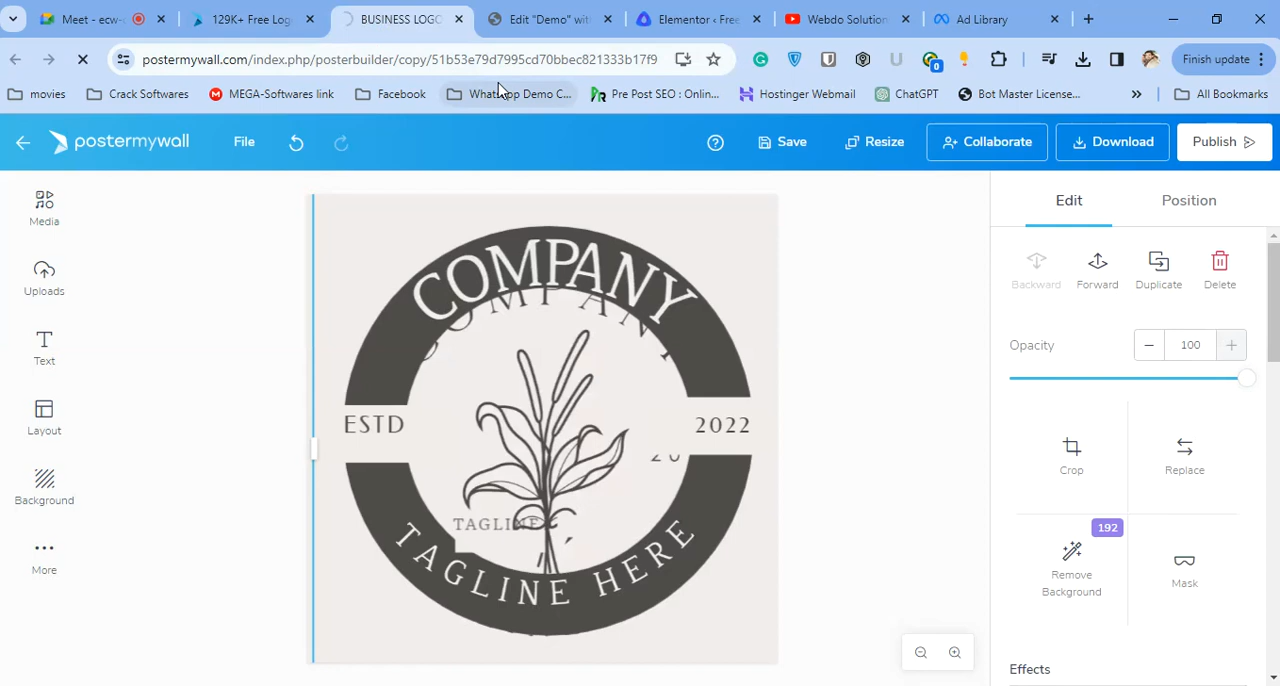 Meet - ecw-
129K+ Free Log
BUSINESS LOGO
Edit "Demo" wit
Elementor ‹ Free
Webdo Solution
Ad Library
postermywall.com/index.php/posterbuilder/copy/51b53e79d7995cd70bbec821333b17f9
0
Finish update
movies
Crack Softwares
MEGA-Softwares link
Facebook
WhatsApp Demo C...
Pre Post SEO : Onlin...
Hostinger Webmail
ChatGPT
Bot Master License...
»
All Bookmarks
postermywall
File
Save
Resize
Collaborate
Download
Publish
Media
Uploads
Text
Layout
Background
More
COMPANY
COMPANY
ESTD
2022
20
TAGLINE
TAGLINE HERE
Edit
Position
Backward
Forward
Duplicate
Delete
Opacity
100
Crop
Replace
192
Remove
Background
Mask
Effects